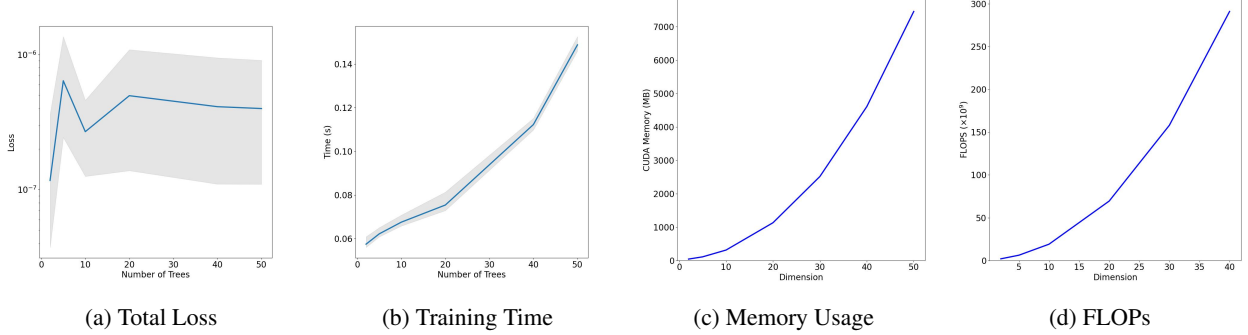 10⁻⁶
10⁻⁷
Loss
0 10 20 30 40 50
Number of Trees
(a) Total Loss
0.14
0.12
0.10
0.08
0.06
Time (s)
0 10 20 30 40 50
Number of Trees
(b) Training Time
7000
6000
5000
4000
3000
2000
1000
0
CUDA Memory (MB)
0 10 20 30 40 50
Dimension
(c) Memory Usage
300
250
200
150
100
50
0
FLOPS (×10⁹)
5 10 15 20 25 30 35 40
Dimension
(d) FLOPs